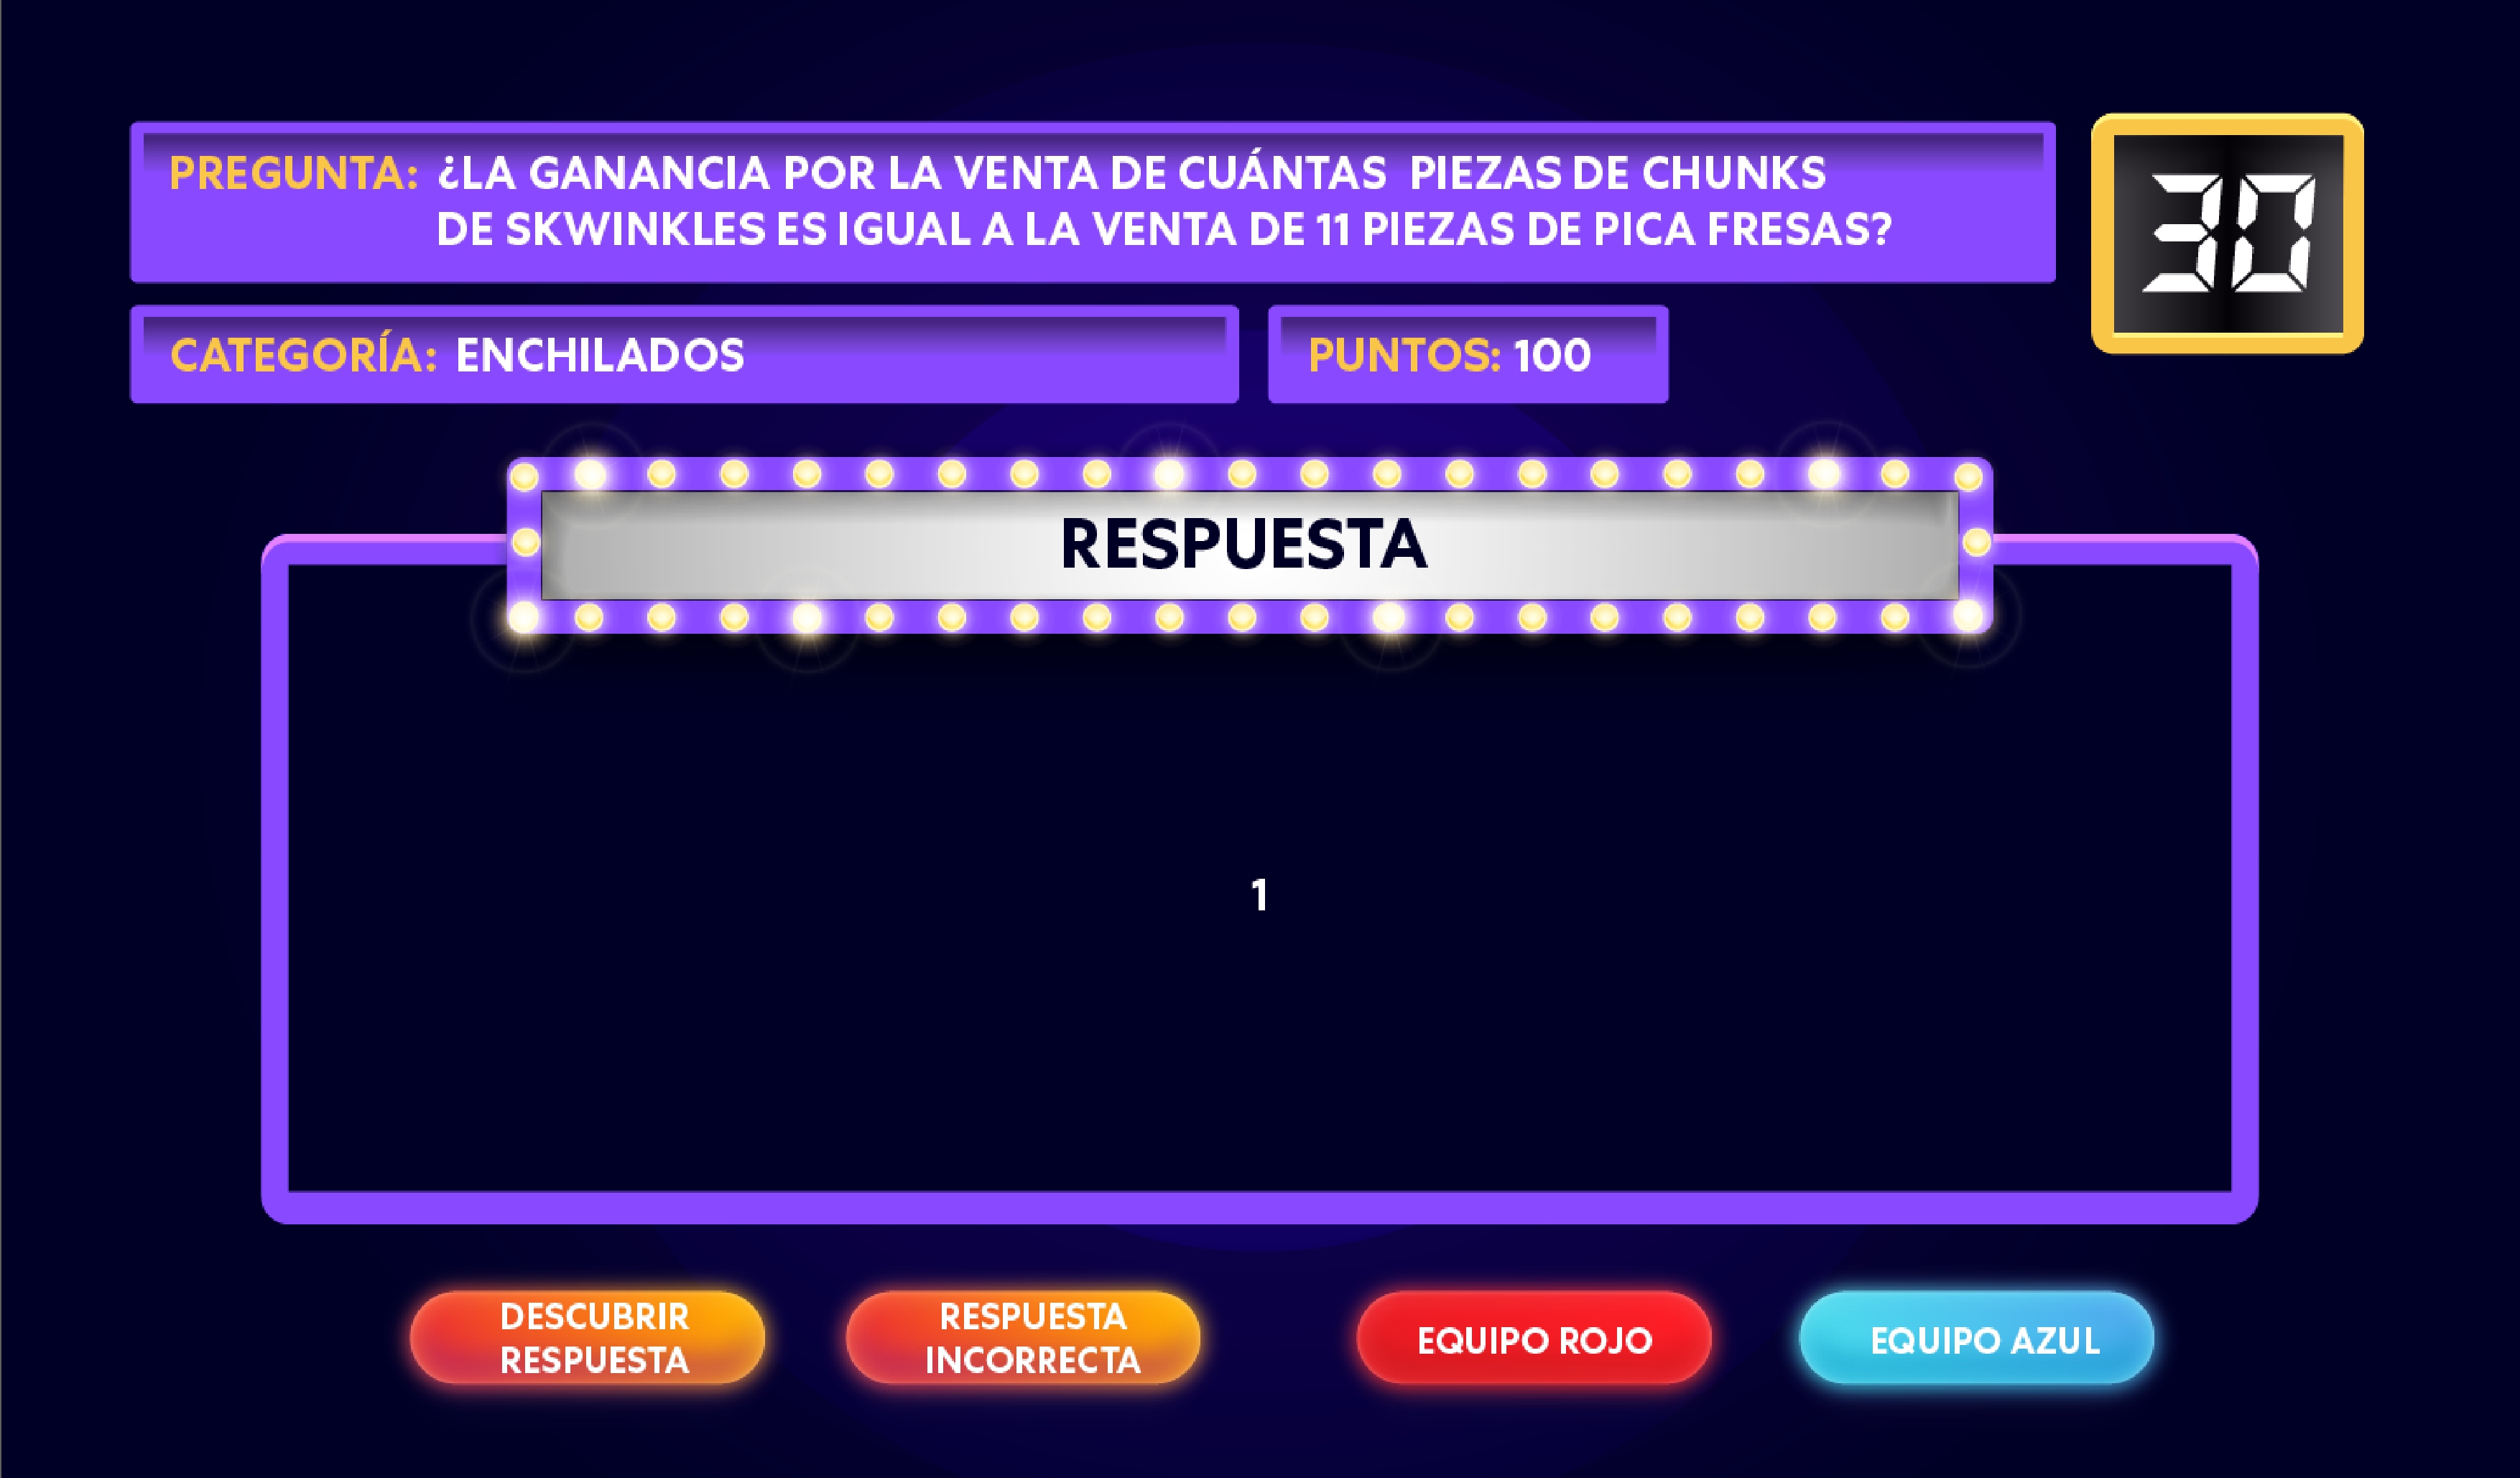 PREGUNTA: ¿LA GANANCIA POR LA VENTA DE CUÁNTAS PIEZAS DE CHUNKS
DE SKWINKLES ES IGUAL A LA VENTA DE 11 PIEZAS DE PICA FRESAS?
30
CATEGORÍA: ENCHILADOS
PUNTOS: 100
RESPUESTA
1
DESCUBRIR
RESPUESTA
RESPUESTA
INCORRECTA
EQUIPO ROJO
EQUIPO AZUL